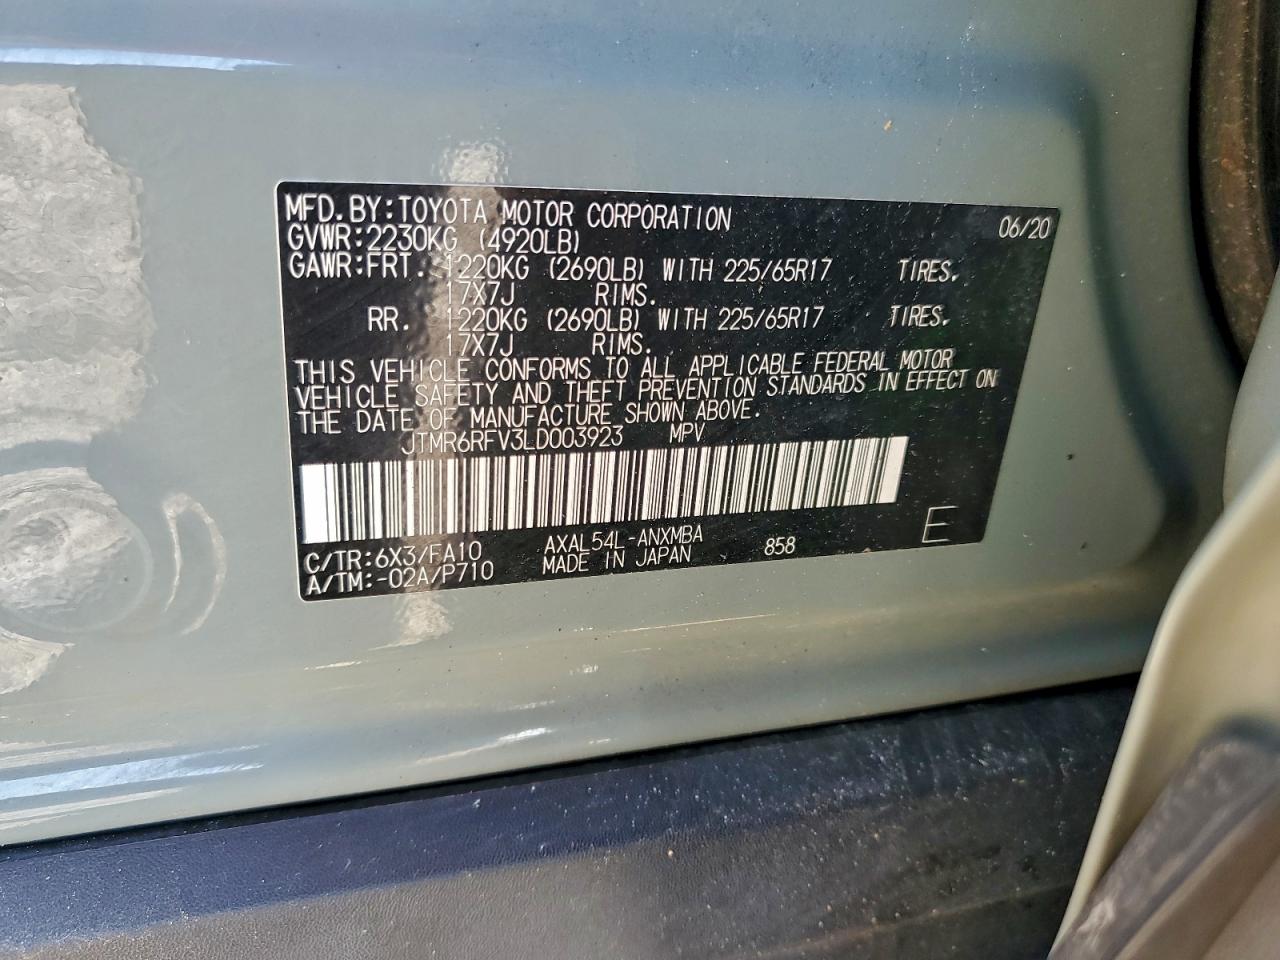 MFD.BY:TOYOTA MOTOR CORPORATION 06/20
GVWR:2230KG (4920LB)
GAWR:FRT. 1220KG (2690LB) WITH 225/65R17 TIRES.
17X7J RIMS.
RR. 1220KG (2690LB) WITH 225/65R17 TIRES.
17X7J RIMS.
THIS VEHICLE CONFORMS TO ALL APPLICABLE FEDERAL MOTOR
VEHICLE SAFETY AND THEFT PREVENTION STANDARDS IN EFFECT ON
THE DATE OF MANUFACTURE SHOWN ABOVE.
JTMR6RFV3LD003923 MPV
C/TR:6X3/FA10 AXAL54L-ANXMBA 858 E
A/TM:-02A/P710 MADE IN JAPAN